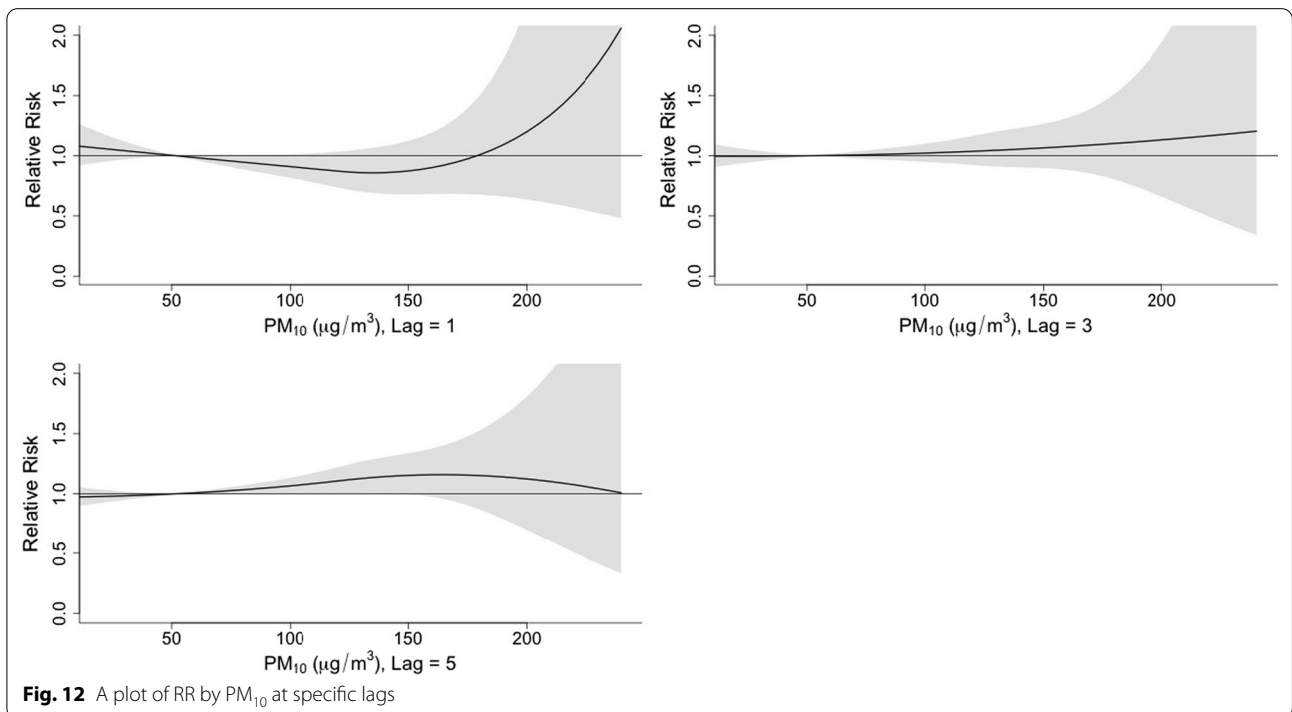 2.0
1.5
1.0
0.5
0.0
Relative Risk
50 100 150 200
PM10 (μg/m³), Lag = 1
2.0
1.5
1.0
0.5
0.0
Relative Risk
50 100 150 200
PM10 (μg/m³), Lag = 3
2.0
1.5
1.0
0.5
0.0
Relative Risk
50 100 150 200
PM10 (μg/m³), Lag = 5
Fig. 12 A plot of RR by PM10 at specific lags